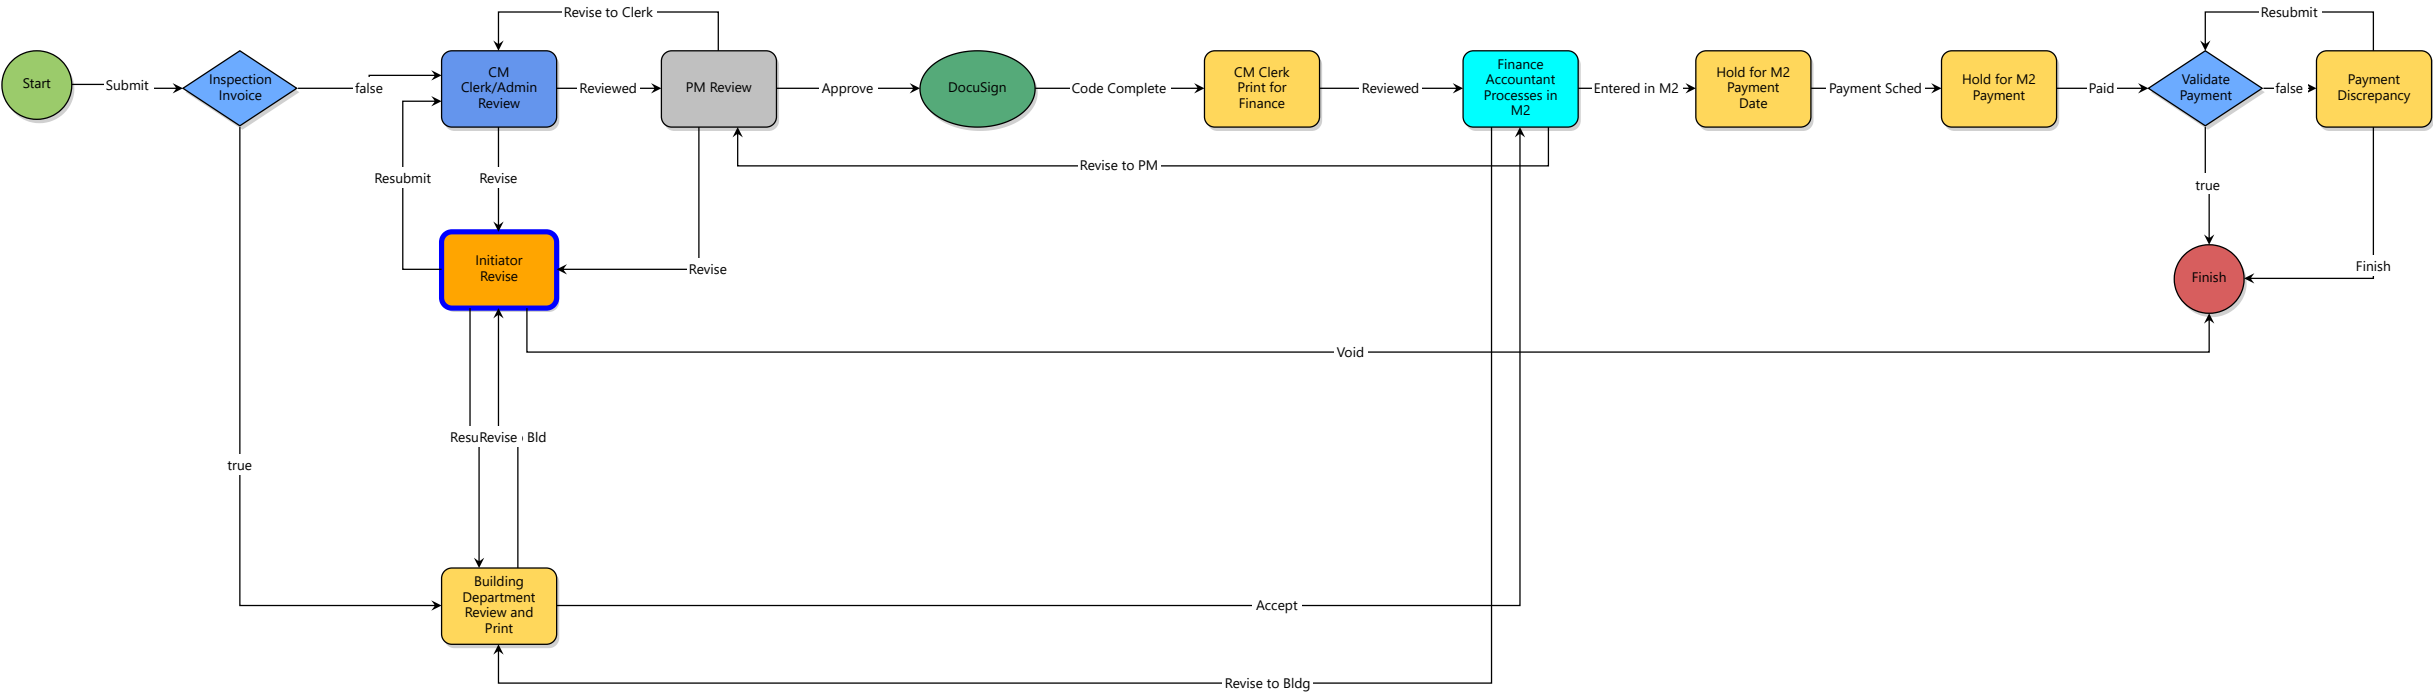 Revise to Clerk
Resubmit
Start
Submit
Inspection
Invoice
false
CM
Clerk/Admin
Review
Reviewed
PM Review
Approve
DocuSign
Code Complete
CM Clerk
Print for
Finance
Reviewed
Finance
Accountant
Processes in
M2
Entered in M2
Hold for M2
Payment
Date
Payment Sched
Hold for M2
Payment
Paid
Validate
Payment
false
Payment
Discrepancy
Revise to PM
Resubmit
Revise
true
Initiator
Revise
Revise
Finish
Finish
Void
Revise
Bld
true
Building
Department
Review and
Print
Accept
Revise to Bldg